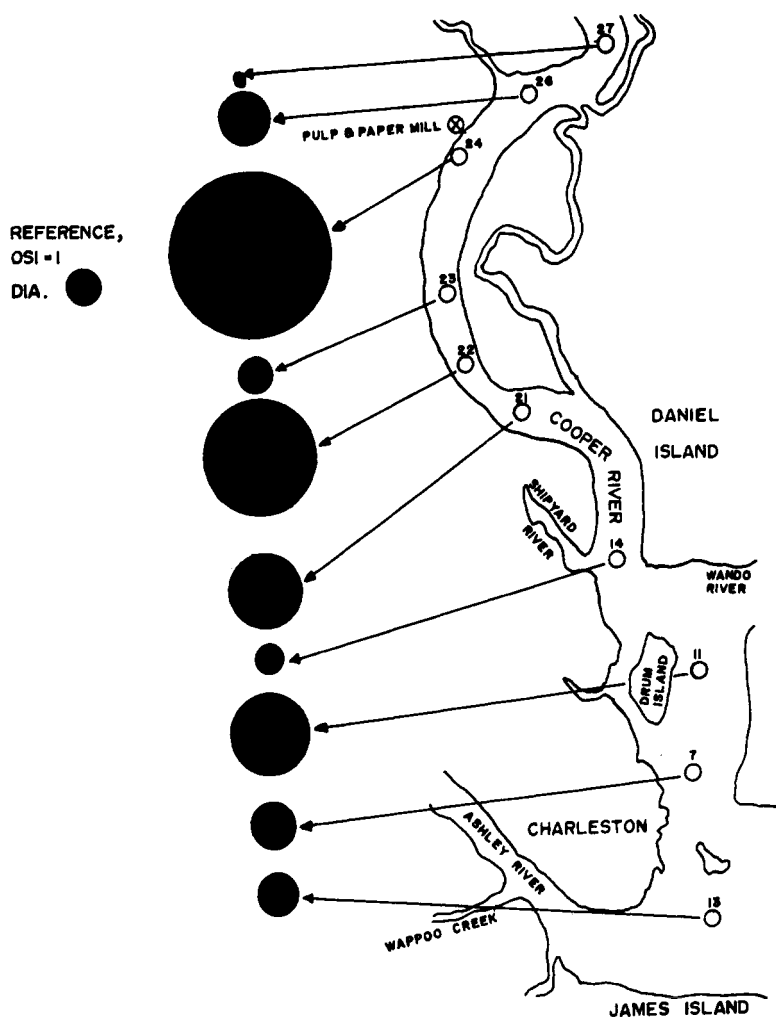 27
26
PULP & PAPER MILL
24
REFERENCE,
OSI = 1
DIA.
23
22
21
COOPER RIVER
DANIEL
ISLAND
SHIPYARD
RIVER
14
WANDO
RIVER
11
DRUM
ISLAND
7
CHARLESTON
ASHLEY RIVER
13
WAPPOO CREEK
JAMES ISLAND